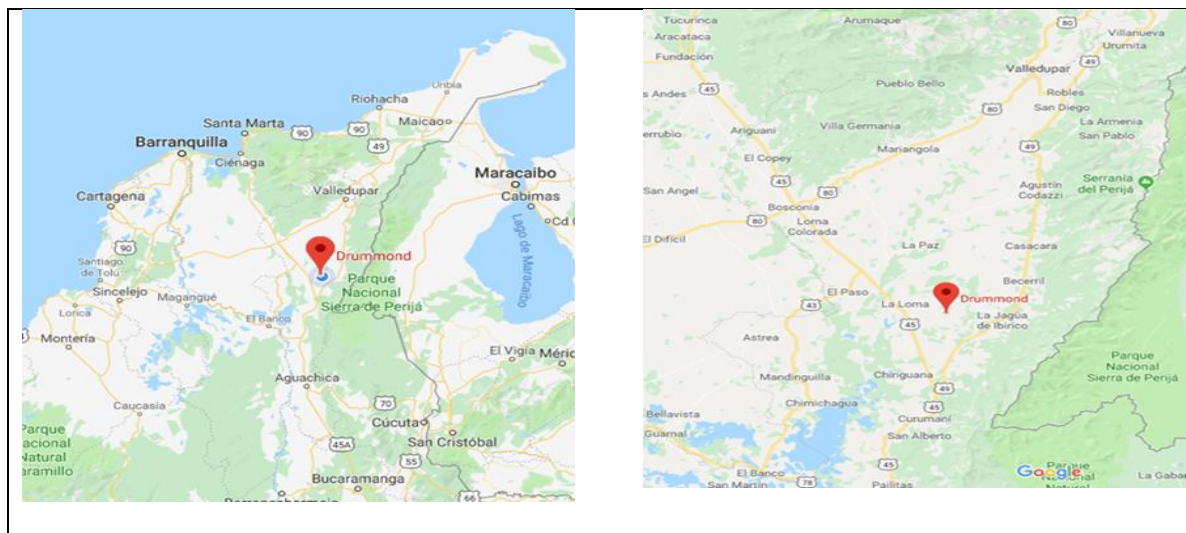 Uribia
Riohacha
Santa Marta
90
Maicao
90
Barranquilla
49
Ciénaga
Maracaibo
Valledupar
Cabimas
Cartagena
Lago de Maracaibo
90
Drummond
Santiago
de Tolú
Parque
Nacional
Sierra de Perijá
Sincelejo
Magangué
Lorica
El Banco
Montería
El Vigía
Aguachica
70
Caucasia
Cúcuta
San Cristóbal
45A
55
Bucaramanga
66
Tucurinca
Arumaque
80
Aracataca
Villanueva
Fundación
Urumita
49
Valledupar
Pueblo Bello
45
Robles
80
San Diego
Villa Germania
La Armenia
Ariguaní
San Pablo
49
Mariangola
El Copey
Serranía
del Perijá
San Angel
80
Agustín
Codazzi
Bosconia
80
Loma
Colorada
El Difícil
La Paz
Casacara
El Paso
Becerril
43
La Loma
Drummond
45
La Jagua
de Ibirico
Astrea
Parque
Nacional
Sierra de Perijá
Mandinguilla
Chiriguana
49
Chimichagua
45
Bellavista
Curumaní
Guamal
San Alberto
45
El Banco
Google
San Martín
78
Pailitas
La Gabar